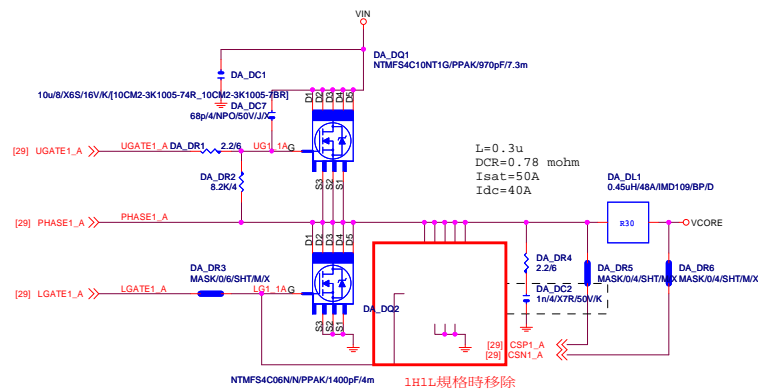 VIN
DA_DQ1
NTMFS4C10NT1G/PPAK/970pF/7.3m
DA_DC1
10u/8/X6S/16V/K/[10CM2-3K1005-74R_10CM2-3K1005-7BR]
DA_DC7
68p/4/NPO/50V/J/X
D1
D2
D3
D4
D5
[29] UGATE1_A
UGATE1_A
DA_DR1
2.2/6
UG1_1A
G
DA_DR2
8.2K/4
S3
S2
S1
L=0.3u
DCR=0.78 mohm
Isat=50A
Idc=40A
DA_DL1
0.45uH/48A/IMD109/BP/D
R30
VCORE
[29] PHASE1_A
PHASE1_A
D1
D2
D3
D4
D5
DA_DR3
MASK/0/6/SHT/M/X
[29] LGATE1_A
LGATE1_A
LG1_1A
G
DA_DQ2
S3
S2
S1
DA_DR4
2.2/6
DA_DC2
1n/4/X7R/50V/K
DA_DR5
MASK/0/4/SHT/M/X
DA_DR6
MASK/0/4/SHT/M/X
[29] CSP1_A
[29] CSN1_A
NTMFS4C06N/N/PPAK/1400pF/4m
1H1L規格時移除